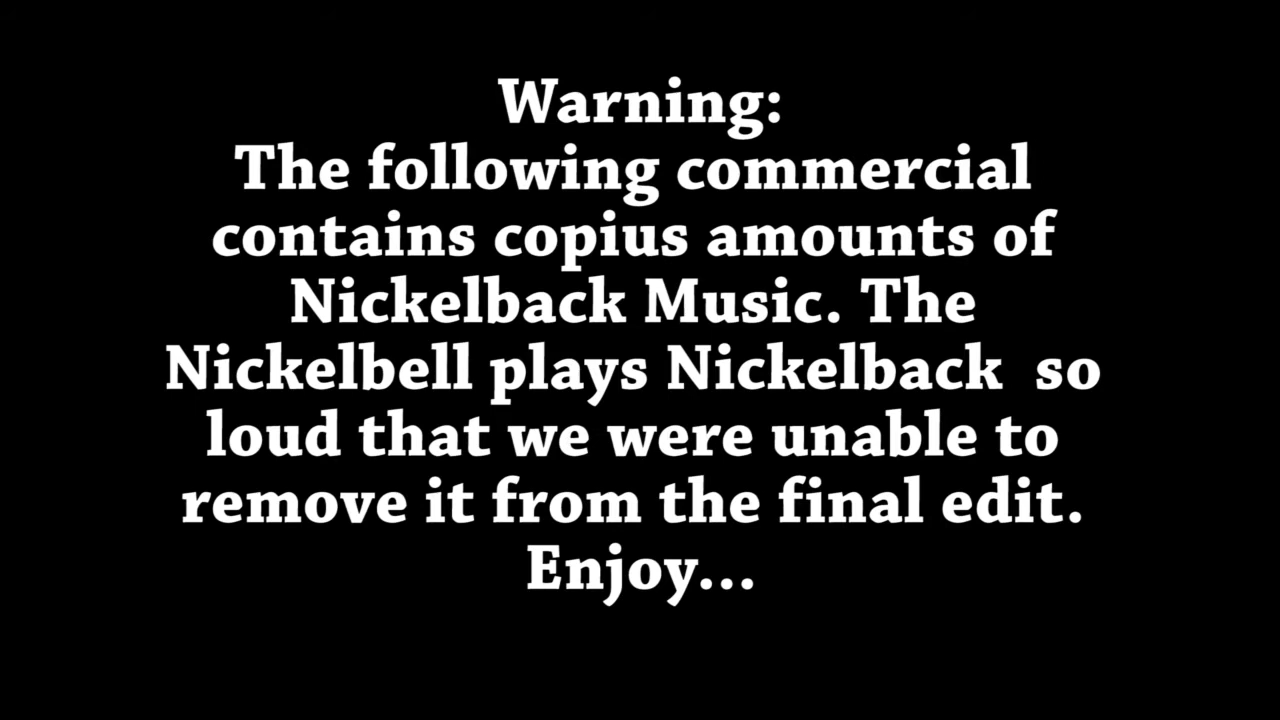 Warning:
The following commercial
contains copius amounts of
Nickelback Music. The
Nickelbell plays Nickelback  so
loud that we were unable to
remove it from the final edit.
Enjoy...